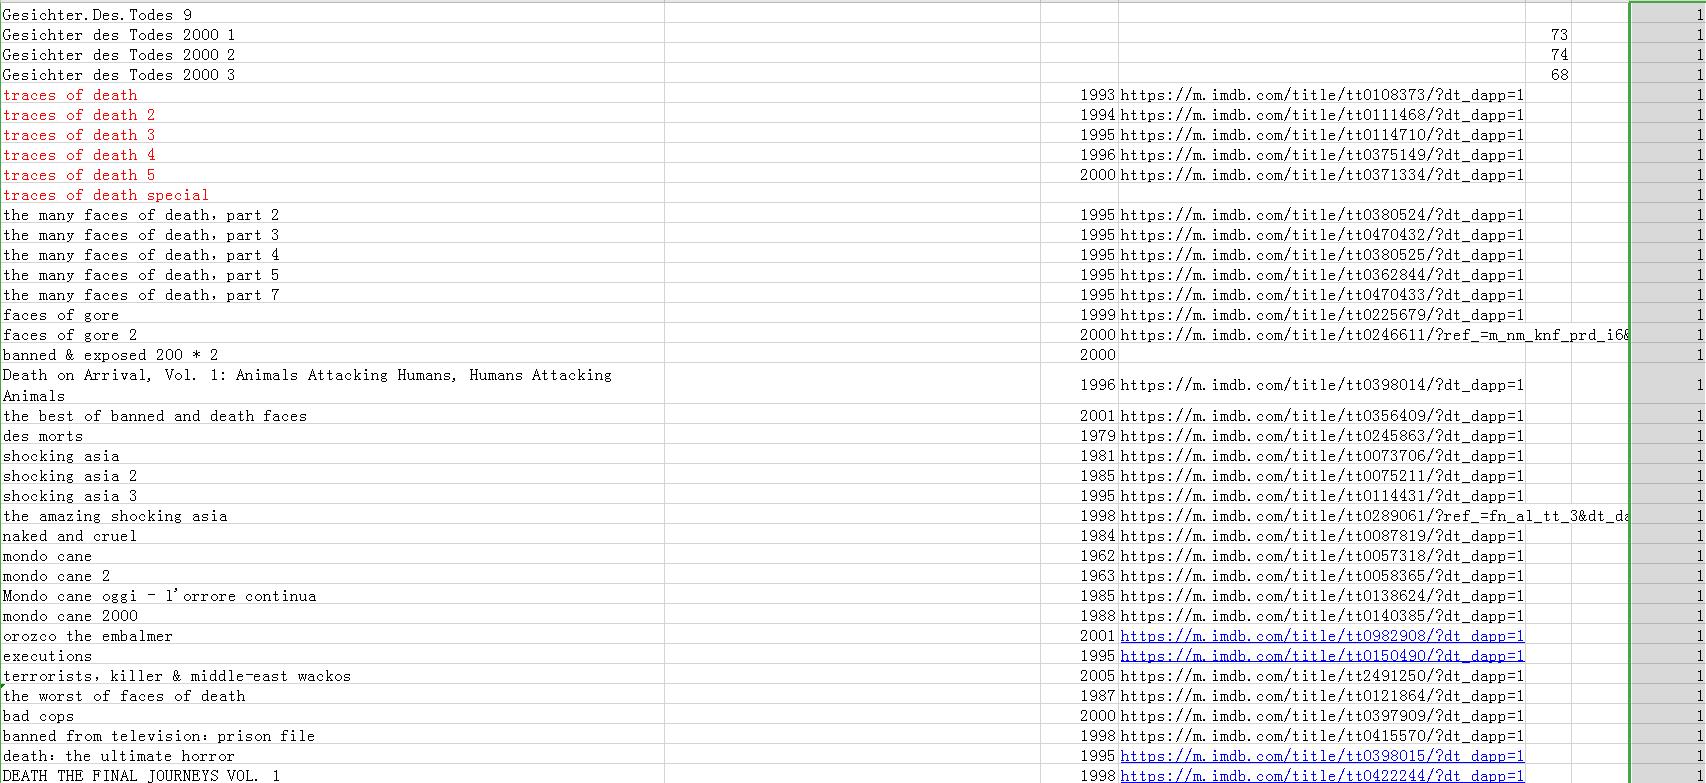 Gesichter.Des.Todes 9 1
Gesichter des Todes 2000 1 73 1
Gesichter des Todes 2000 2 74 1
Gesichter des Todes 2000 3 68 1
traces of death 1993 https://m.imdb.com/title/tt0108373/?dt_dapp=1 1
traces of death 2 1994 https://m.imdb.com/title/tt0111468/?dt_dapp=1 1
traces of death 3 1995 https://m.imdb.com/title/tt0114710/?dt_dapp=1 1
traces of death 4 1996 https://m.imdb.com/title/tt0375149/?dt_dapp=1 1
traces of death 5 2000 https://m.imdb.com/title/tt0371334/?dt_dapp=1 1
traces of death special 1
the many faces of death, part 2 1995 https://m.imdb.com/title/tt0380524/?dt_dapp=1 1
the many faces of death, part 3 1995 https://m.imdb.com/title/tt0470432/?dt_dapp=1 1
the many faces of death, part 4 1995 https://m.imdb.com/title/tt0380525/?dt_dapp=1 1
the many faces of death, part 5 1995 https://m.imdb.com/title/tt0362844/?dt_dapp=1 1
the many faces of death, part 7 1995 https://m.imdb.com/title/tt0470433/?dt_dapp=1 1
faces of gore 1999 https://m.imdb.com/title/tt0225679/?dt_dapp=1 1
faces of gore 2 2000 https://m.imdb.com/title/tt0246611/?ref_=m_nm_knf_prd_i6& 1
banned & exposed 200 * 2 2000 1
Death on Arrival, Vol. 1: Animals Attacking Humans, Humans Attacking
Animals 1996 https://m.imdb.com/title/tt0398014/?dt_dapp=1 1
the best of banned and death faces 2001 https://m.imdb.com/title/tt0356409/?dt_dapp=1 1
des morts 1979 https://m.imdb.com/title/tt0245863/?dt_dapp=1 1
shocking asia 1981 https://m.imdb.com/title/tt0073706/?dt_dapp=1 1
shocking asia 2 1985 https://m.imdb.com/title/tt0075211/?dt_dapp=1 1
shocking asia 3 1995 https://m.imdb.com/title/tt0114431/?dt_dapp=1 1
the amazing shocking asia 1998 https://m.imdb.com/title/tt0289061/?ref_=fn_al_tt_3&dt_da 1
naked and cruel 1984 https://m.imdb.com/title/tt0087819/?dt_dapp=1 1
mondo cane 1962 https://m.imdb.com/title/tt0057318/?dt_dapp=1 1
mondo cane 2 1963 https://m.imdb.com/title/tt0058365/?dt_dapp=1 1
Mondo cane oggi - l'orrore continua 1985 https://m.imdb.com/title/tt0138624/?dt_dapp=1 1
mondo cane 2000 1988 https://m.imdb.com/title/tt0140385/?dt_dapp=1 1
orozco the embalmer 2001 https://m.imdb.com/title/tt0982908/?dt_dapp=1 1
executions 1995 https://m.imdb.com/title/tt0150490/?dt_dapp=1 1
terrorists, killer & middle-east wackos 2005 https://m.imdb.com/title/tt2491250/?dt_dapp=1 1
the worst of faces of death 1987 https://m.imdb.com/title/tt0121864/?dt_dapp=1 1
bad cops 2000 https://m.imdb.com/title/tt0397909/?dt_dapp=1 1
banned from television: prison file 1998 https://m.imdb.com/title/tt0415570/?dt_dapp=1 1
death: the ultimate horror 1995 https://m.imdb.com/title/tt0398015/?dt_dapp=1 1
DEATH THE FINAL JOURNEYS VOL. 1 1998 https://m.imdb.com/title/tt0422244/?dt_dapp=1 1